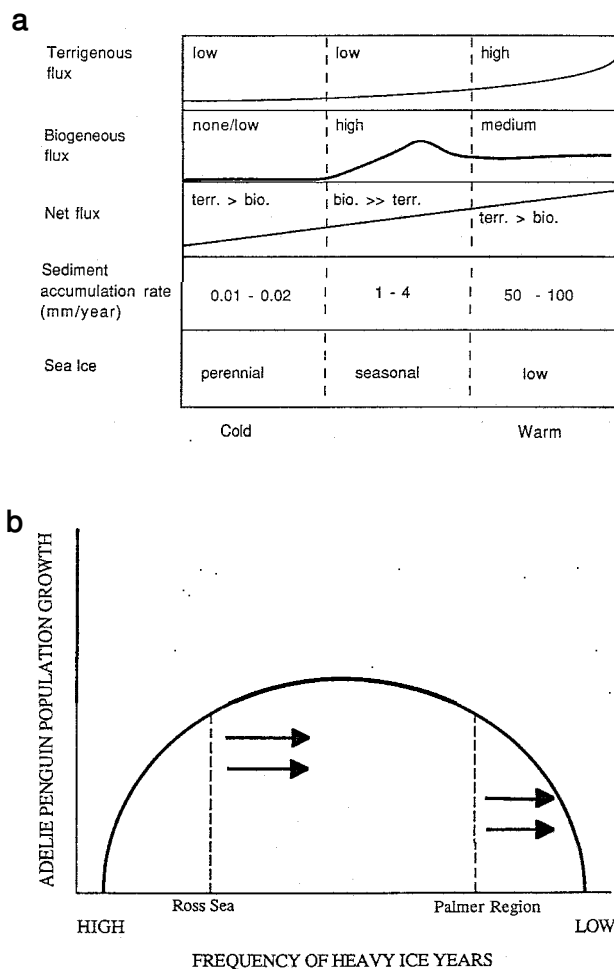 a
Terrigenous
flux
low
low
high
Biogeneous
flux
none/low
high
medium
Net flux
terr. > bio.
bio. >> terr.
terr. > bio.
Sediment
accumulation rate
(mm/year)
0.01 - 0.02
1 - 4
50 - 100
Sea Ice
perennial
seasonal
low
Cold
Warm
b
ADELIE PENGUIN POPULATION GROWTH
Ross Sea
Palmer Region
HIGH
LOW
FREQUENCY OF HEAVY ICE YEARS